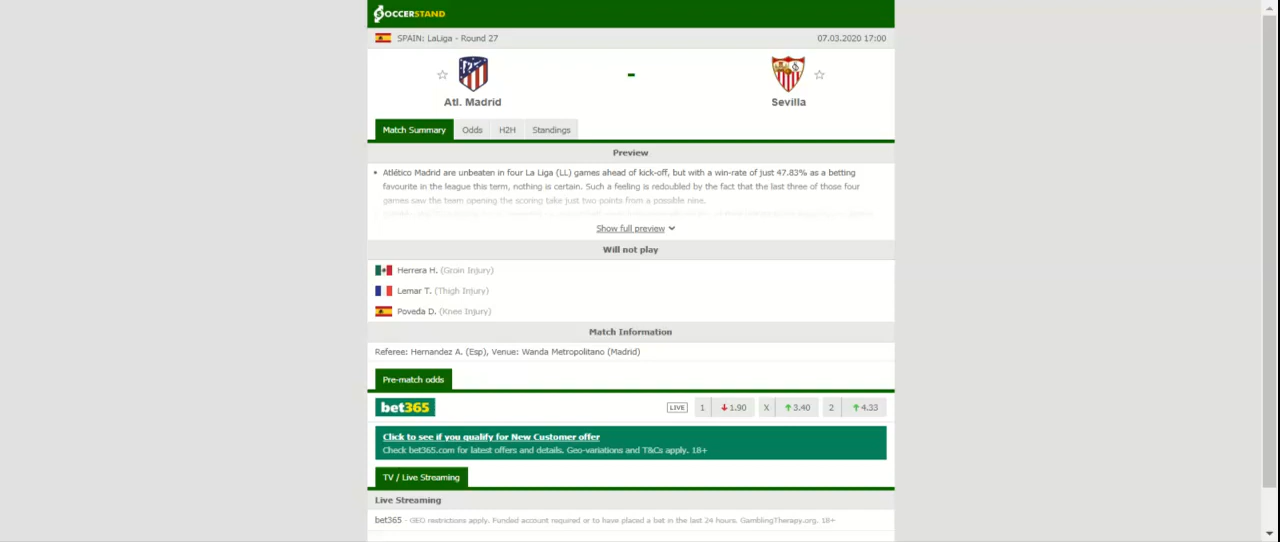 SOCCERSTAND
SPAIN: LaLiga - Round 27 07.03.2020 17:00
-
Atl. Madrid Sevilla
Match Summary Odds H2H Standings
Preview
• Atlético Madrid are unbeaten in four La Liga (LL) games ahead of kick-off, but with a win-rate of just 47.83% as a betting
favourite in the league this term, nothing is certain. Such a feeling is redoubled by the fact that the last three of those four
games saw the team opening the scoring take just two points from a possible nine.
Show full preview
Will not play
Herrera H. (Groin Injury)
Lemar T. (Thigh Injury)
Poveda D. (Knee Injury)
Match Information
Referee: Hernandez A. (Esp), Venue: Wanda Metropolitano (Madrid)
Pre-match odds
bet365 LIVE 1 1.90 X 3.40 2 4.33
Click to see if you qualify for New Customer offer
Check bet365.com for latest offers and details. Geo-variations and T&Cs apply. 18+
TV / Live Streaming
Live Streaming
bet365 - GEO restrictions apply. Funded account required or to have placed a bet in the last 24 hours. GamblingTherapy.org. 18+